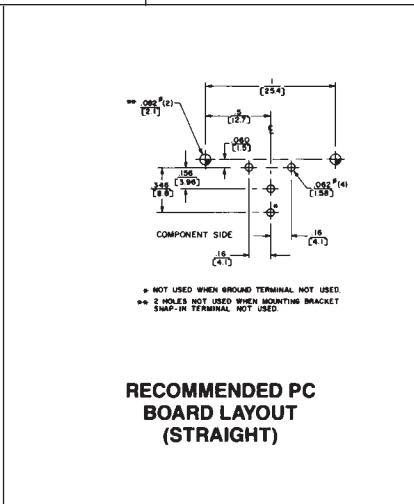 1
[25.4]
** .082ø(2)
[2.1]
.5
[12.7]
℄
.060
[1.5]
.156
[3.96]
.346
[8.8]
.062ø(4)
[1.58]
*
COMPONENT SIDE
.16
[4.1]
.16
[4.1]
* NOT USED WHEN GROUND TERMINAL NOT USED.
** 2 HOLES NOT USED WHEN MOUNTING BRACKET
SNAP-IN TERMINAL NOT USED.
RECOMMENDED PC
BOARD LAYOUT
(STRAIGHT)